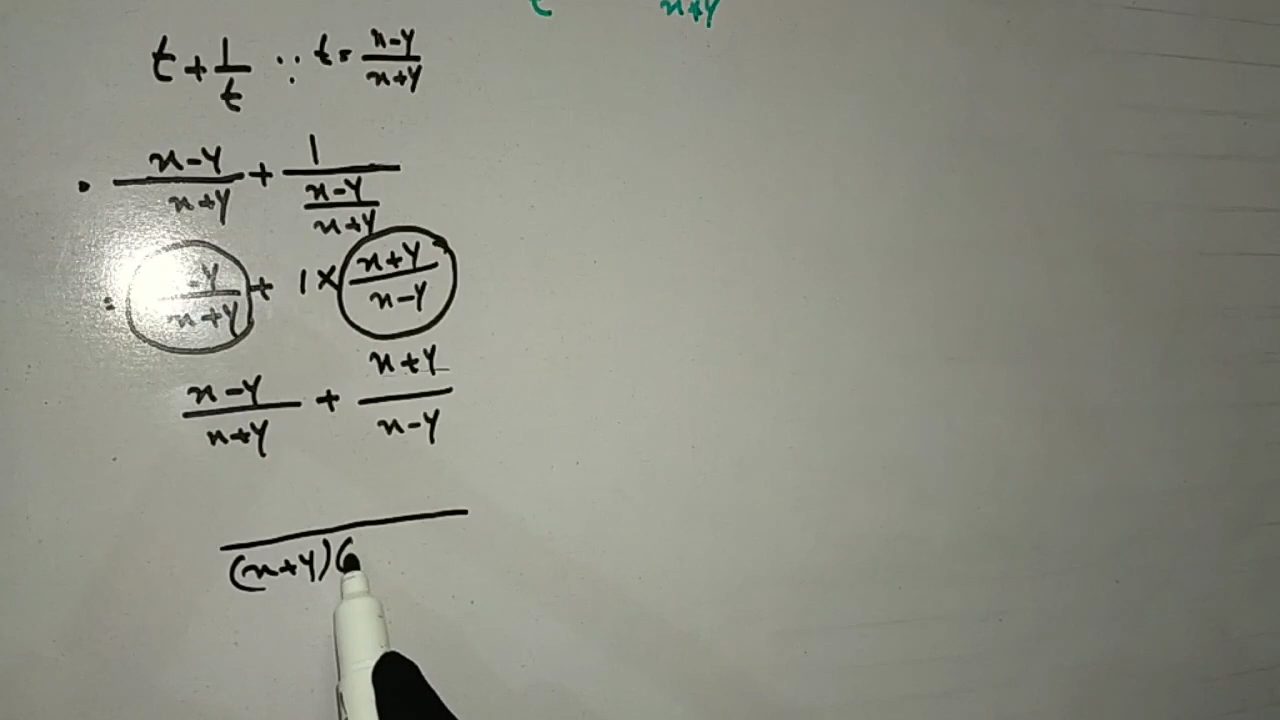 t x+y
t + 1/t ∵ t = x-y/x+y
x-y/x+y + 1/(x-y/x+y)
= -y/x+y + 1 × x+y/x-y
x-y/x+y + x+y/x-y
(x+y)(